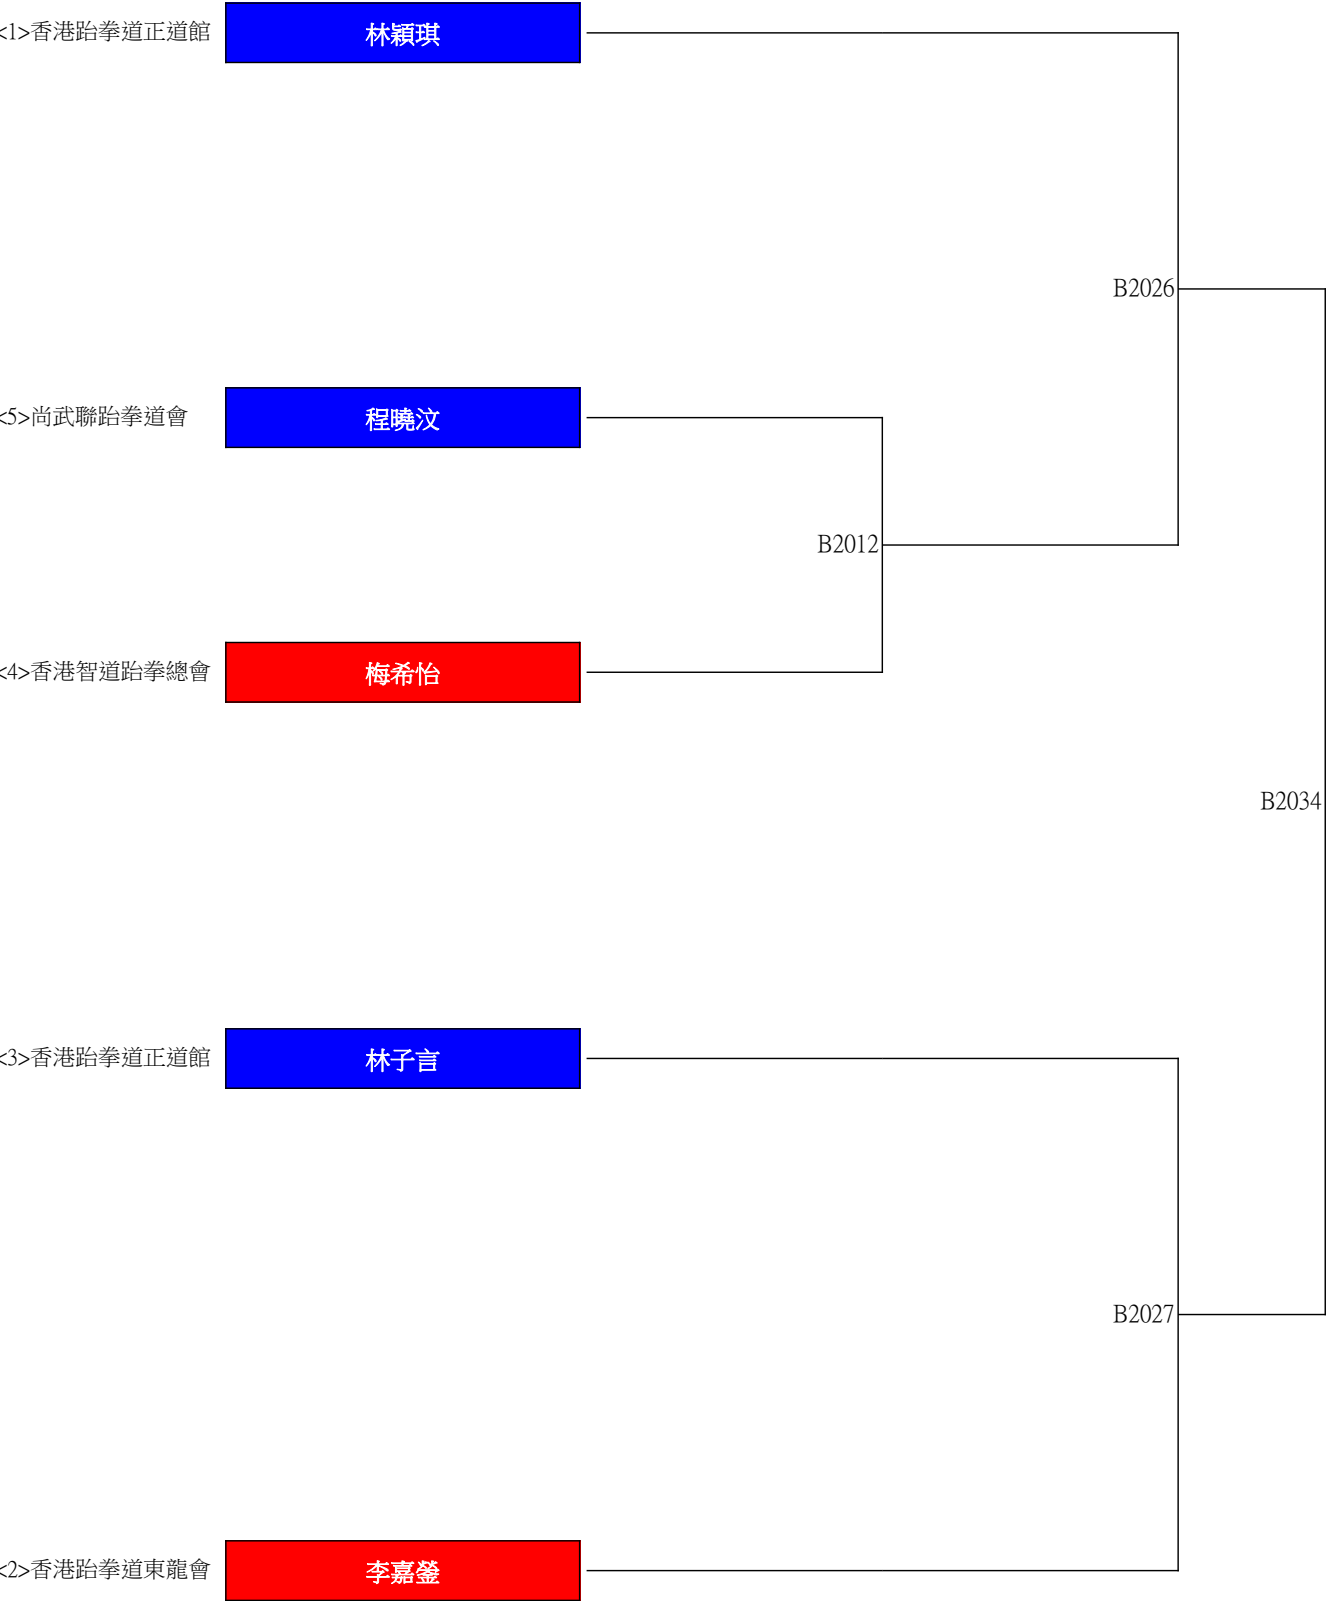 <1>香港跆拳道正道館 林穎琪
B2026
<5>尚武聯跆拳道會 程曉汶
B2012
<4>香港智道跆拳總會 梅希怡
B2034
<3>香港跆拳道正道館 林子言
B2027
<2>香港跆拳道東龍會 李嘉鎣